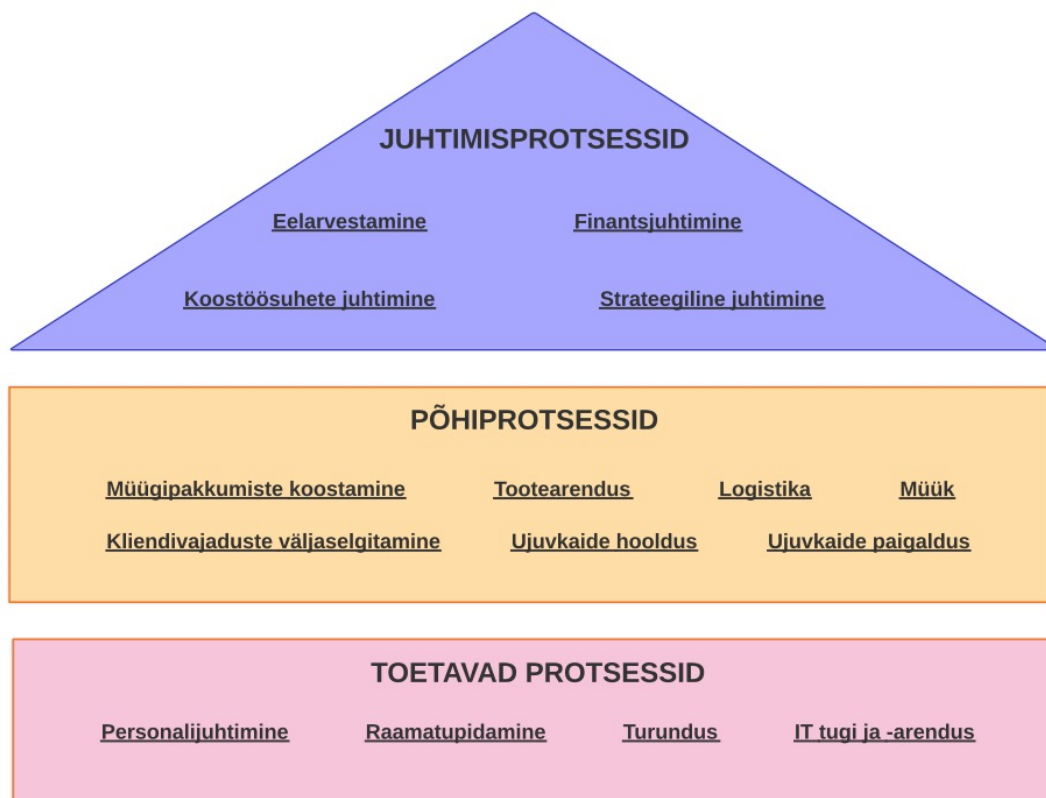 JUHTIMISPROTSESSID
Eelarvestamine Finantsjuhtimine
Koostöösuhete juhtimine Strateegiline juhtimine
PÕHIPROTSESSID
Müügipakkumiste koostamine Tootearendus Logistika Müük
Kliendivajaduste väljaselgitamine Ujuvkaide hooldus Ujuvkaide paigaldus
TOETAVAD PROTSESSID
Personalijuhtimine Raamatupidamine Turundus IT tugi ja -arendus